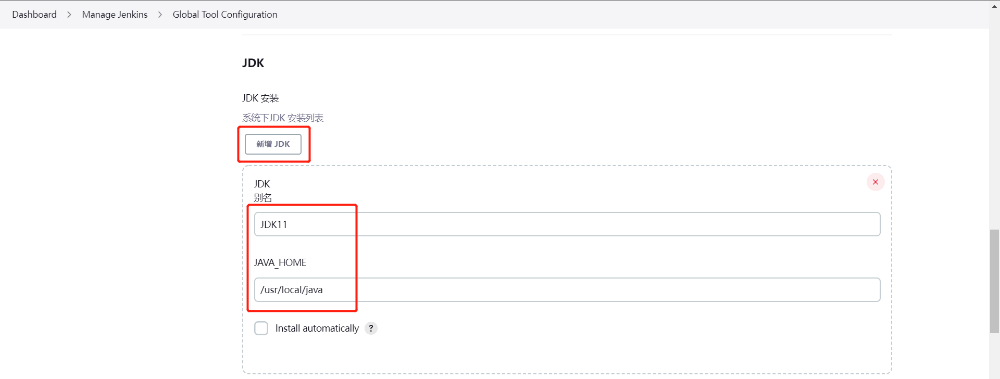 Dashboard > Manage Jenkins > Global Tool Configuration
JDK
JDK 安装
系统下JDK 安装列表
新增 JDK
JDK
别名
JDK11
JAVA_HOME
/usr/local/java
Install automatically ?